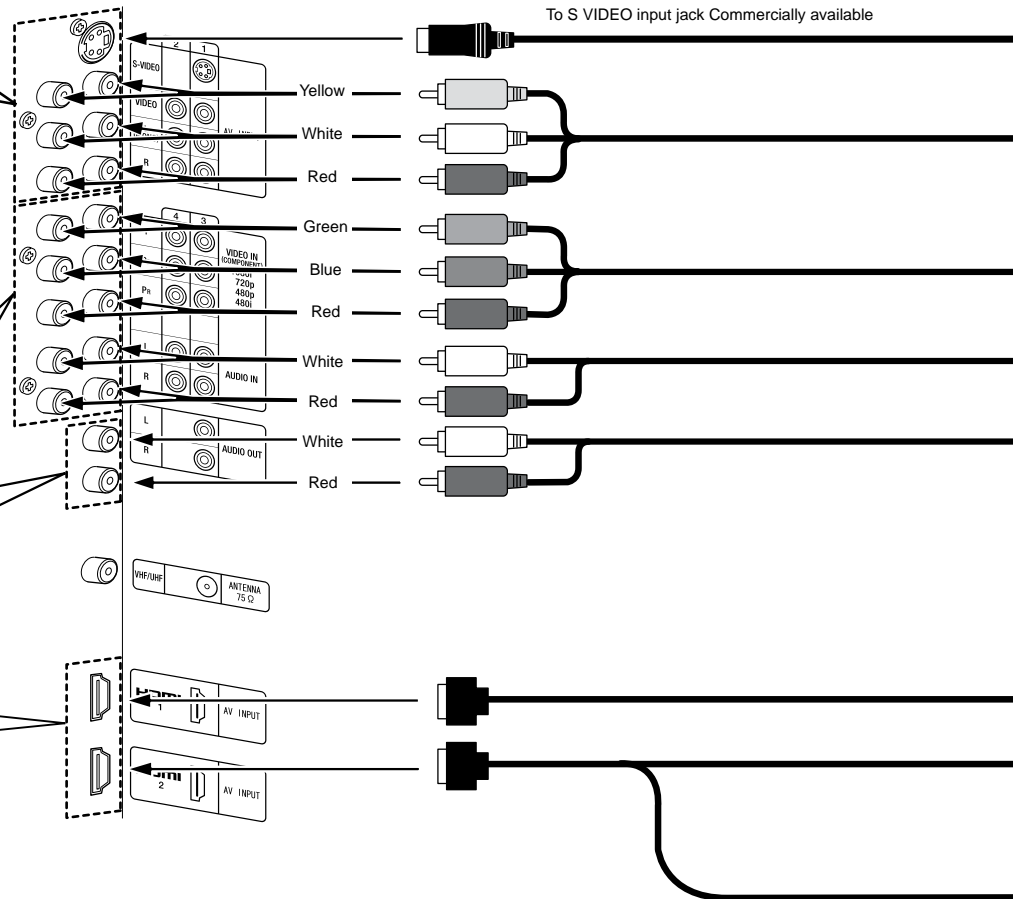 To S VIDEO input jack Commercially available
2 1
S-VIDEO
Yellow
VIDEO
White
R
Red
4 3
Green
VIDEO IN
(COMPONENT)
720p
480p
480i
Blue
PR
Red
White
R
AUDIO IN
Red
L
White
R
AUDIO OUT
Red
VHF/UHF
ANTENNA
75 Ω
1
AV INPUT
2
AV INPUT